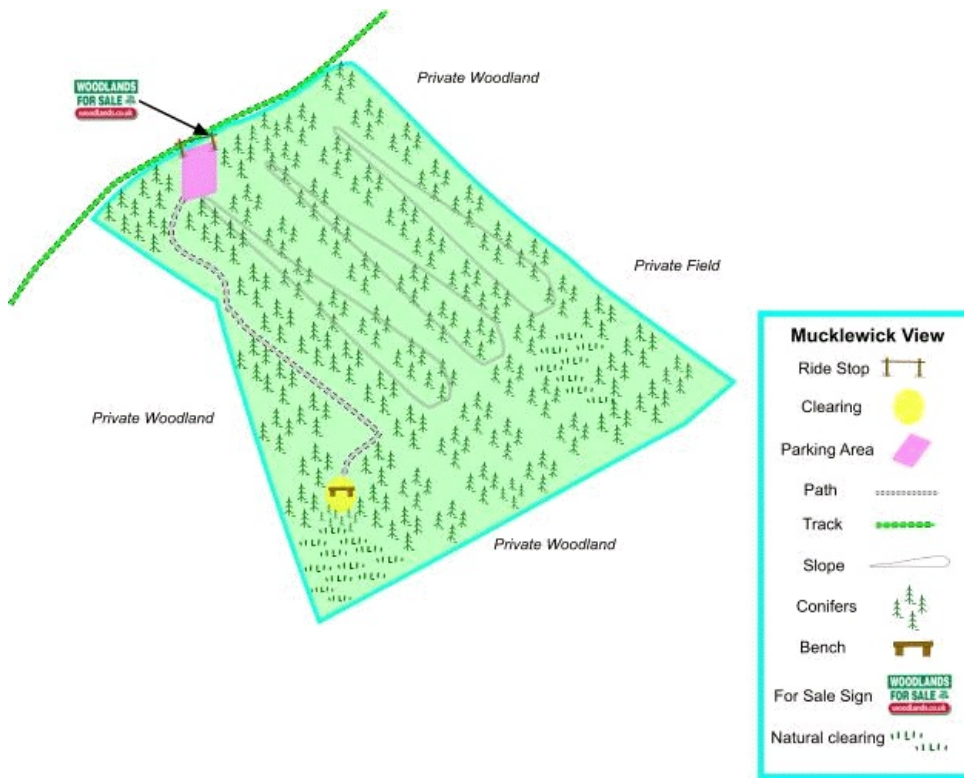 Private Woodland
WOODLANDS
FOR SALE
woodlands.co.uk
Private Field
Private Woodland
Private Woodland
Mucklewick View
Ride Stop
Clearing
Parking Area
Path
Track
Slope
Conifers
Bench
For Sale Sign
WOODLANDS
FOR SALE
woodlands.co.uk
Natural clearing